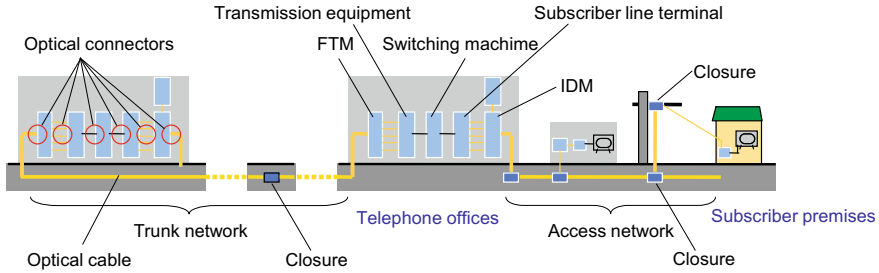 Transmission equipment
Subscriber line terminal
Optical connectors
FTM
Switching machine
IDM
Closure
Telephone offices
Subscriber premises
Trunk network
Access network
Optical cable
Closure
Closure